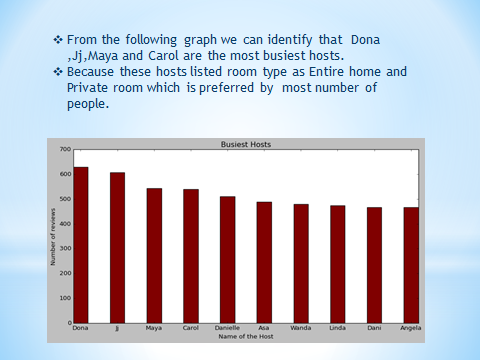 ❖ From the following graph we can identify that Dona
,Jj,Maya and Carol are the most busiest hosts.
❖ Because these hosts listed room type as Entire home and
Private room which is preferred by most number of
people.
Busiest Hosts
Number of reviews
700
600
500
400
300
200
100
0
Dona Jj Maya Carol Danielle Asa Wanda Linda Dani Angela
Name of the Host